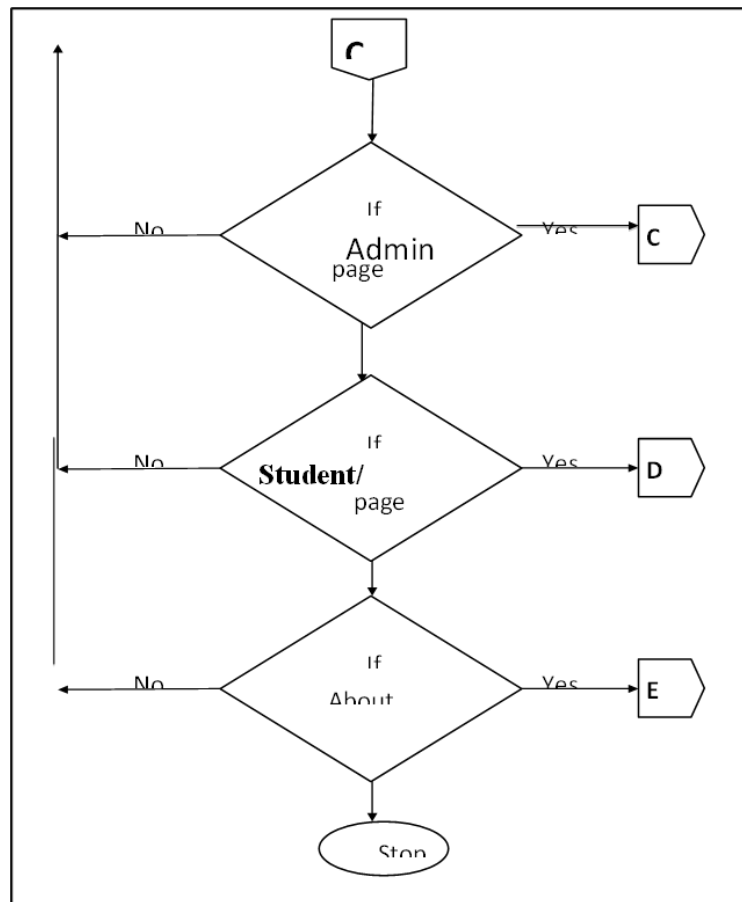 C
If
Admin
page
No
Yes
C
If
Student/
page
No
Yes
D
If
About
No
Yes
E
Stop